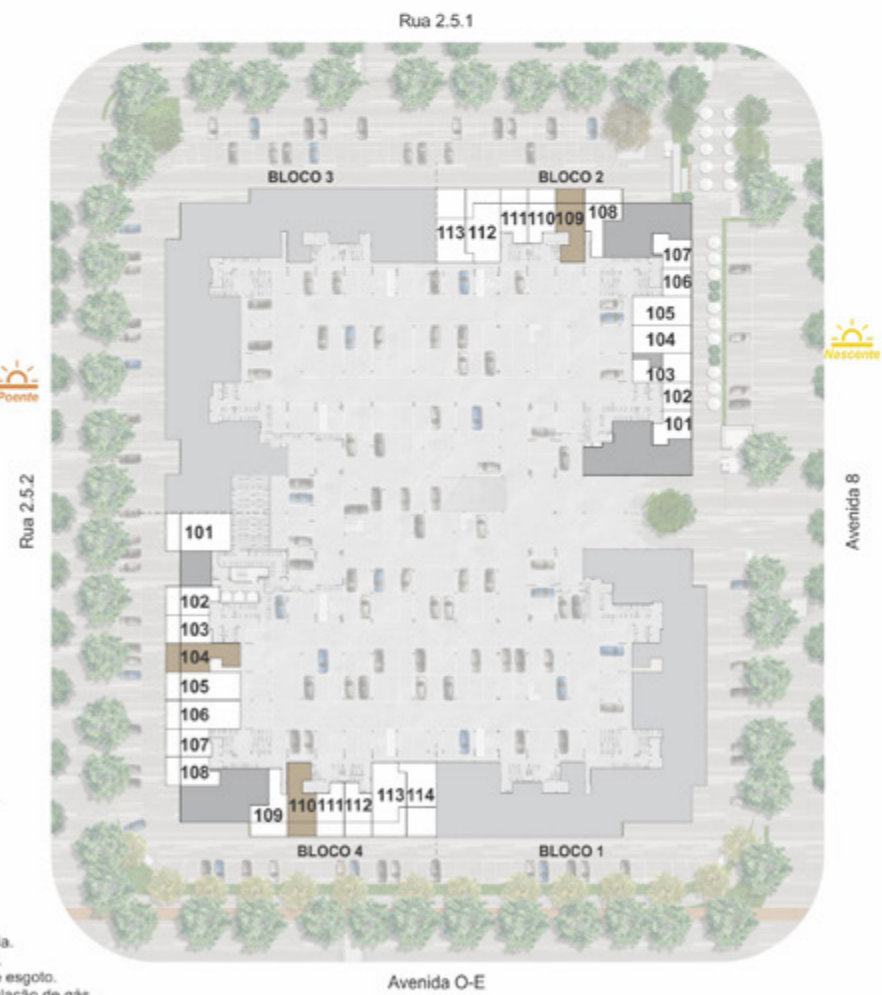 Rua 2.5.1
BLOCO 3
BLOCO 2
113 112 111 110 109 108
107
106
105
104
103
102
101
Nascente
Poente
Rua 2.5.2
Avenida 8
101
102
103
104
105
106
107
108
109 110 111 112 113 114
BLOCO 4
BLOCO 1
e esgoto.
Avenida O-E